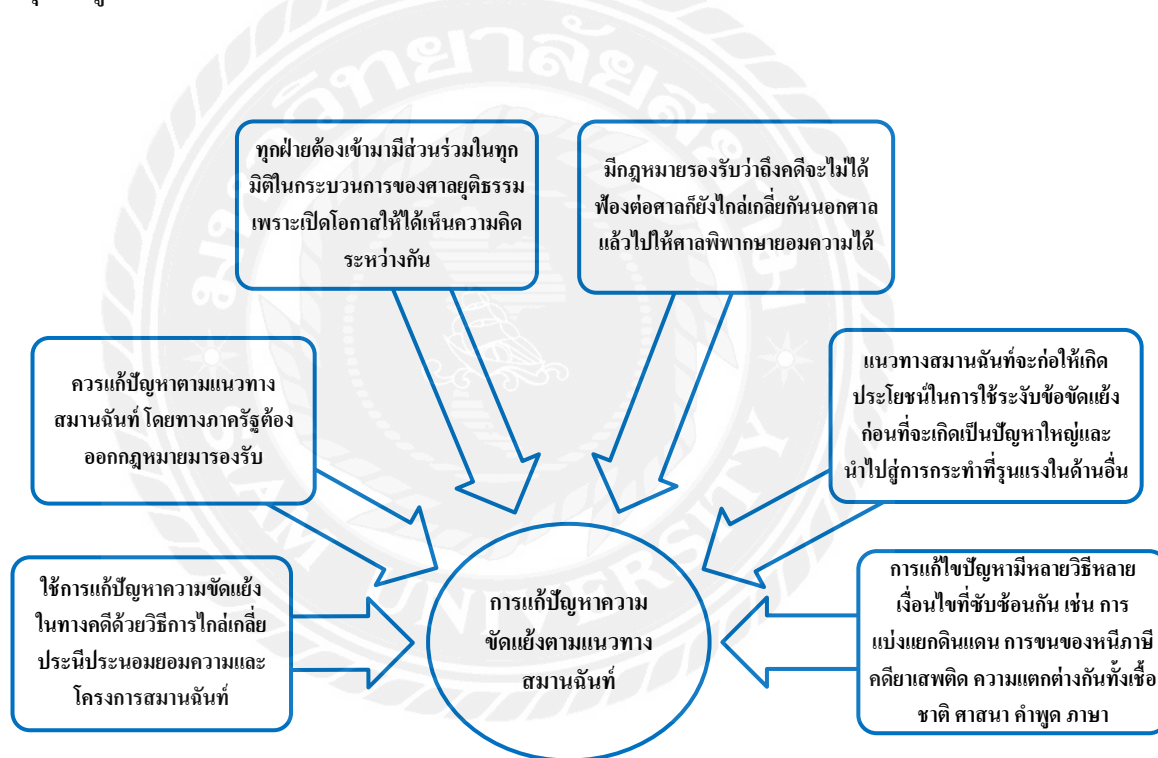 ทุกฝ่ายต้องเข้ามามีส่วนร่วมในทุก
มิติในกระบวนการของศาลยุติธรรม
เพราะเปิดโอกาสให้ได้เห็นความคิด
ระหว่างกัน
มีกฎหมายรองรับว่าถึงคดีจะไม่ได้
ฟ้องต่อศาลก็ยังไกล่เกลี่ยกันนอกศาล
แล้วไปให้ศาลพิพากษายอมความได้
ควรแก้ปัญหาตามแนวทาง
สมานฉันท์ โดยทางภาครัฐต้อง
ออกกฎหมายมารองรับ
แนวทางสมานฉันท์จะก่อให้เกิด
ประโยชน์ในการใช้ระงับข้อขัดแย้ง
ก่อนที่จะเกิดเป็นปัญหาใหญ่และ
นำไปสู่การกระทำที่รุนแรงในด้านอื่น
ใช้การแก้ปัญหาความขัดแย้ง
ในทางคดีด้วยวิธีการไกล่เกลี่ย
ประนีประนอมยอมความและ
โครงการสมานฉันท์
การแก้ปัญหาความ
ขัดแย้งตามแนวทาง
สมานฉันท์
การแก้ไขปัญหามีหลายวิธีหลาย
เงื่อนไขที่ซับซ้อนกัน เช่น การ
แบ่งแยกดินแดน การขนของหนีภาษี
คดียาเสพติด ความแตกต่างกันทั้งเชื้อ
ชาติ ศาสนา คำพูด ภาษา